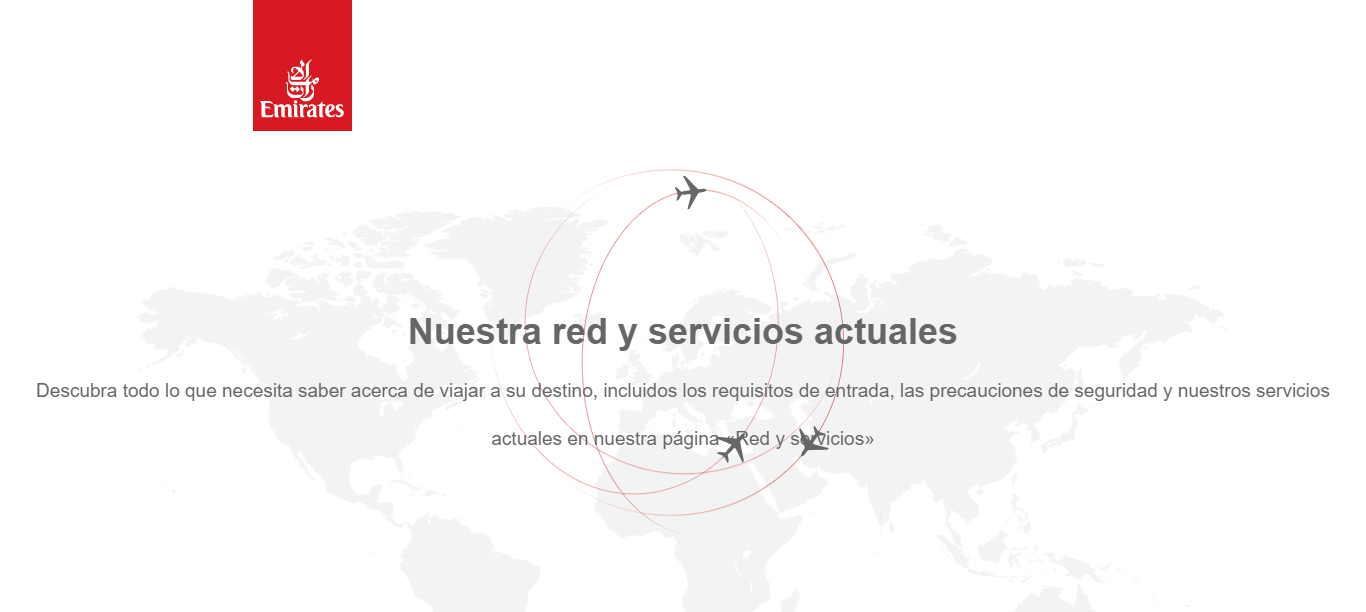 Emirates
Nuestra red y servicios actuales
Descubra todo lo que necesita saber acerca de viajar a su destino, incluidos los requisitos de entrada, las precauciones de seguridad y nuestros servicios
actuales en nuestra página «Red y servicios»